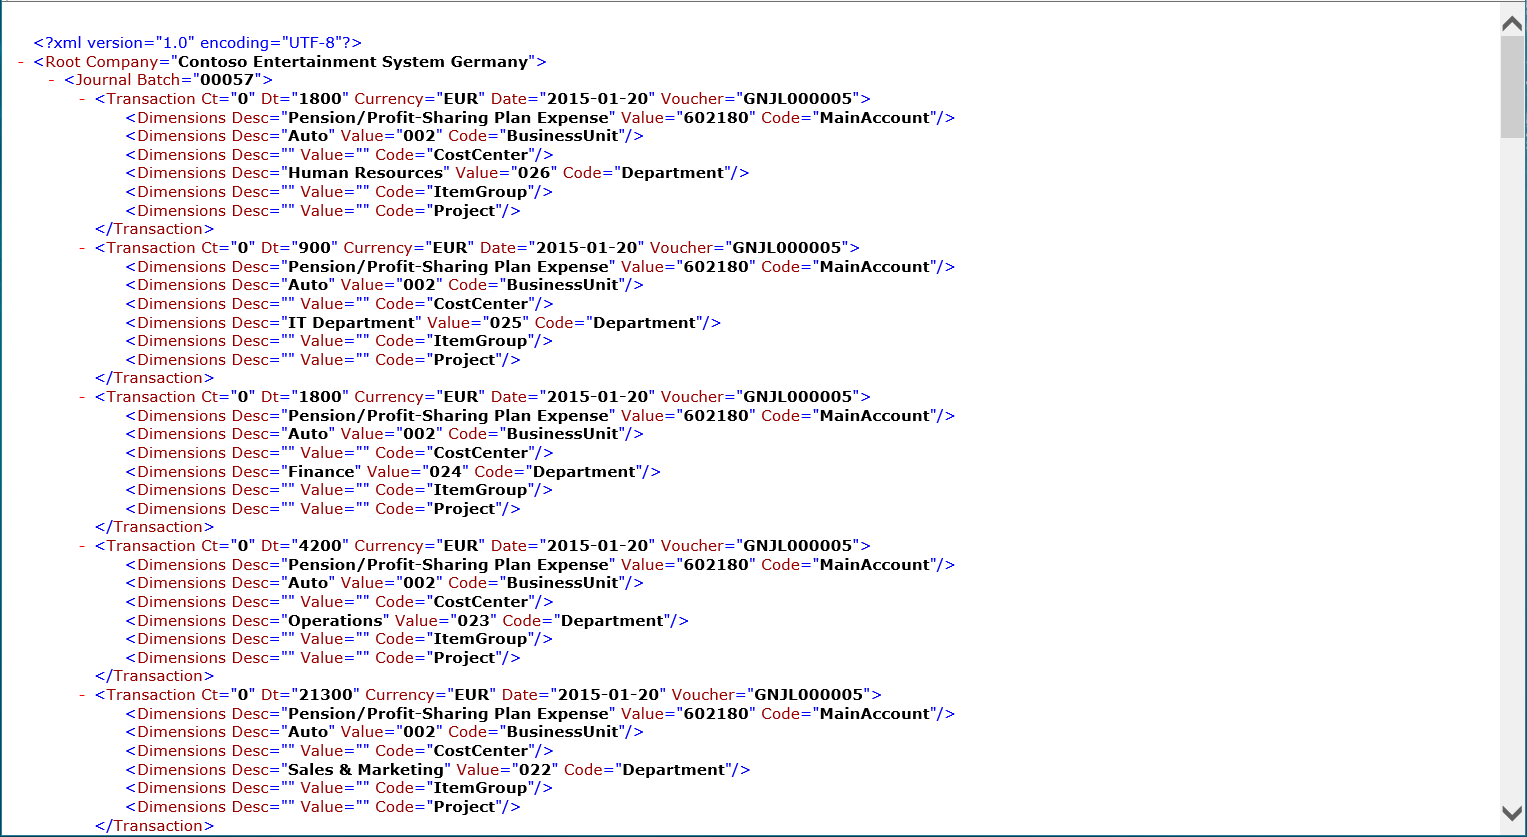 <?xml version="1.0" encoding="UTF-8"?>
- <Root Company="Contoso Entertainment System Germany">
- <Journal Batch="00057">
- <Transaction Ct="0" Dt="1800" Currency="EUR" Date="2015-01-20" Voucher="GNJL000005">
<Dimensions Desc="Pension/Profit-Sharing Plan Expense" Value="602180" Code="MainAccount"/>
<Dimensions Desc="Auto" Value="002" Code="BusinessUnit"/>
<Dimensions Desc="" Value="" Code="CostCenter"/>
<Dimensions Desc="Human Resources" Value="026" Code="Department"/>
<Dimensions Desc="" Value="" Code="ItemGroup"/>
<Dimensions Desc="" Value="" Code="Project"/>
</Transaction>
- <Transaction Ct="0" Dt="900" Currency="EUR" Date="2015-01-20" Voucher="GNJL000005">
<Dimensions Desc="Pension/Profit-Sharing Plan Expense" Value="602180" Code="MainAccount"/>
<Dimensions Desc="Auto" Value="002" Code="BusinessUnit"/>
<Dimensions Desc="" Value="" Code="CostCenter"/>
<Dimensions Desc="IT Department" Value="025" Code="Department"/>
<Dimensions Desc="" Value="" Code="ItemGroup"/>
<Dimensions Desc="" Value="" Code="Project"/>
</Transaction>
- <Transaction Ct="0" Dt="1800" Currency="EUR" Date="2015-01-20" Voucher="GNJL000005">
<Dimensions Desc="Pension/Profit-Sharing Plan Expense" Value="602180" Code="MainAccount"/>
<Dimensions Desc="Auto" Value="002" Code="BusinessUnit"/>
<Dimensions Desc="" Value="" Code="CostCenter"/>
<Dimensions Desc="Finance" Value="024" Code="Department"/>
<Dimensions Desc="" Value="" Code="ItemGroup"/>
<Dimensions Desc="" Value="" Code="Project"/>
</Transaction>
- <Transaction Ct="0" Dt="4200" Currency="EUR" Date="2015-01-20" Voucher="GNJL000005">
<Dimensions Desc="Pension/Profit-Sharing Plan Expense" Value="602180" Code="MainAccount"/>
<Dimensions Desc="Auto" Value="002" Code="BusinessUnit"/>
<Dimensions Desc="" Value="" Code="CostCenter"/>
<Dimensions Desc="Operations" Value="023" Code="Department"/>
<Dimensions Desc="" Value="" Code="ItemGroup"/>
<Dimensions Desc="" Value="" Code="Project"/>
</Transaction>
- <Transaction Ct="0" Dt="21300" Currency="EUR" Date="2015-01-20" Voucher="GNJL000005">
<Dimensions Desc="Pension/Profit-Sharing Plan Expense" Value="602180" Code="MainAccount"/>
<Dimensions Desc="Auto" Value="002" Code="BusinessUnit"/>
<Dimensions Desc="" Value="" Code="CostCenter"/>
<Dimensions Desc="Sales & Marketing" Value="022" Code="Department"/>
<Dimensions Desc="" Value="" Code="ItemGroup"/>
<Dimensions Desc="" Value="" Code="Project"/>
</Transaction>